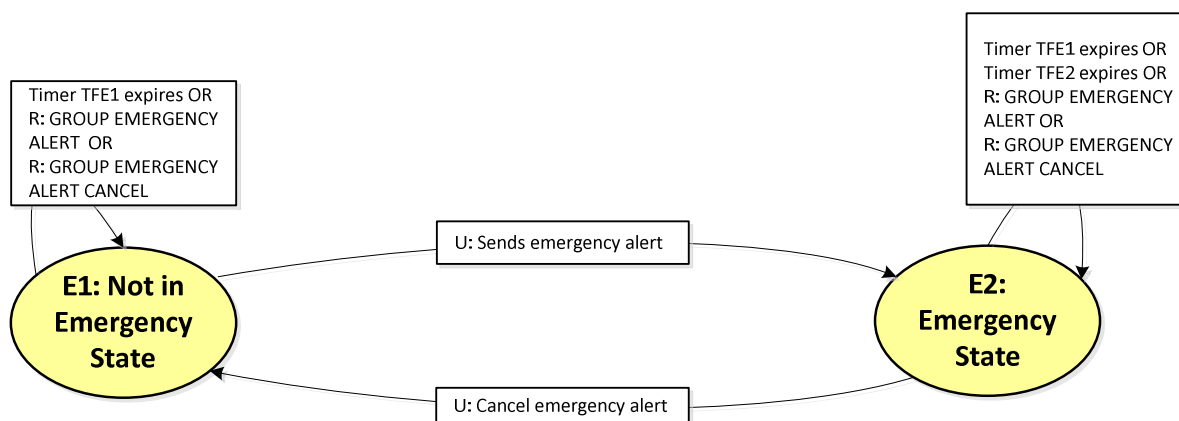 Timer TFE1 expires OR
R: GROUP EMERGENCY
ALERT OR
R: GROUP EMERGENCY
ALERT CANCEL
Timer TFE1 expires OR
Timer TFE2 expires OR
R: GROUP EMERGENCY
ALERT OR
R: GROUP EMERGENCY
ALERT CANCEL
U: Sends emergency alert
E1: Not in
Emergency
State
E2:
Emergency
State
U: Cancel emergency alert